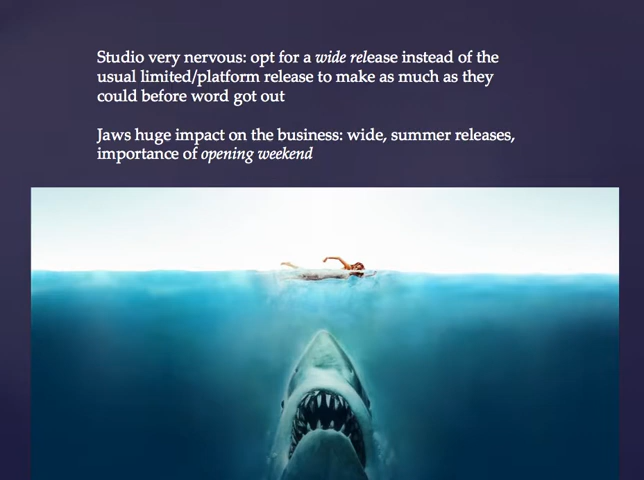 Studio very nervous: opt for a wide release instead of the
usual limited/platform release to make as much as they
could before word got out
Jaws huge impact on the business: wide, summer releases,
importance of opening weekend